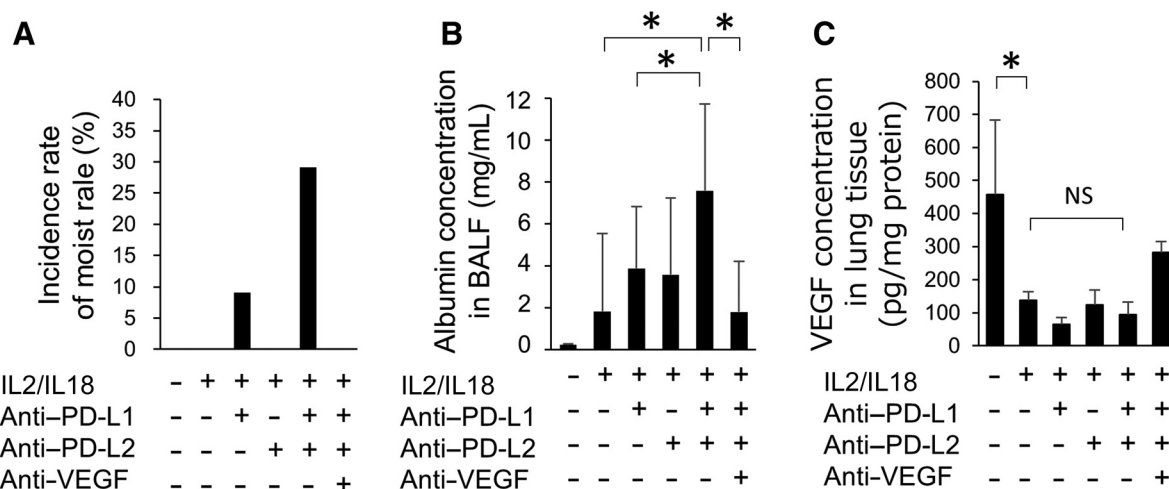 A
Incidence rate
of moist rale (%)
40
35
30
25
20
15
10
5
0
IL2/IL18 – + + + + +
Anti–PD-L1 – – + – + +
Anti–PD-L2 – – – + + +
Anti–VEGF – – – – – +
B
Albumin concentration
in BALF (mg/mL)
* *
*
12
10
8
6
4
2
0
IL2/IL18 – + + + + +
Anti–PD-L1 – – + – + +
Anti–PD-L2 – – – + + +
Anti–VEGF – – – – – +
C
VEGF concentration
in lung tissue
(pg/mg protein)
*
NS
800
700
600
500
400
300
200
100
0
IL2/IL18 – + + + + +
Anti–PD-L1 – – + – + +
Anti–PD-L2 – – – + + +
Anti–VEGF – – – – – +